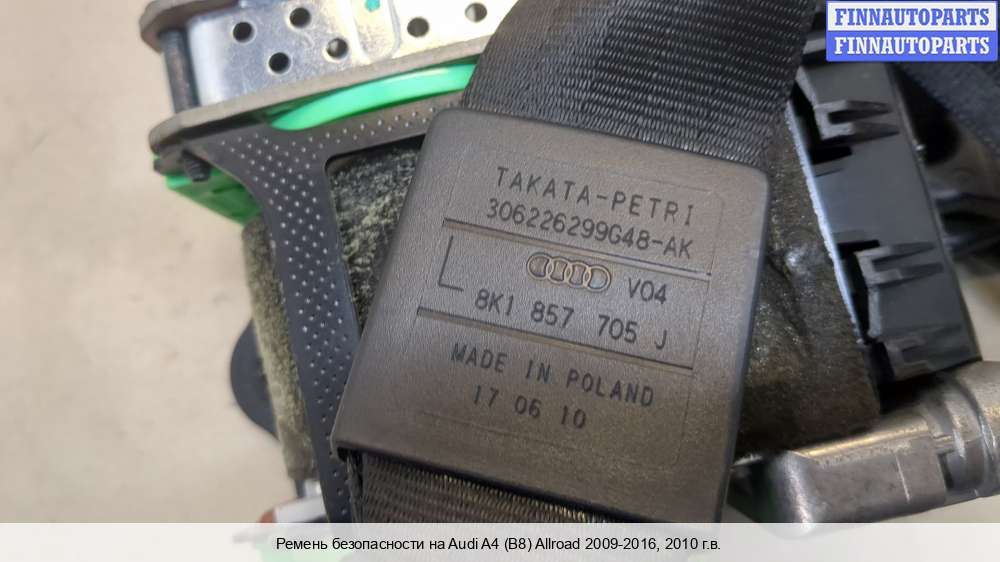 FINNAUTOPARTS
FINNAUTOPARTS
TAKATA-PETRI
306226299G48-AK
L V04
8K1 857 705 J
MADE IN POLAND
17 06 10
Ремень безопасности на Audi A4 (B8) Allroad 2009-2016, 2010 г.в.